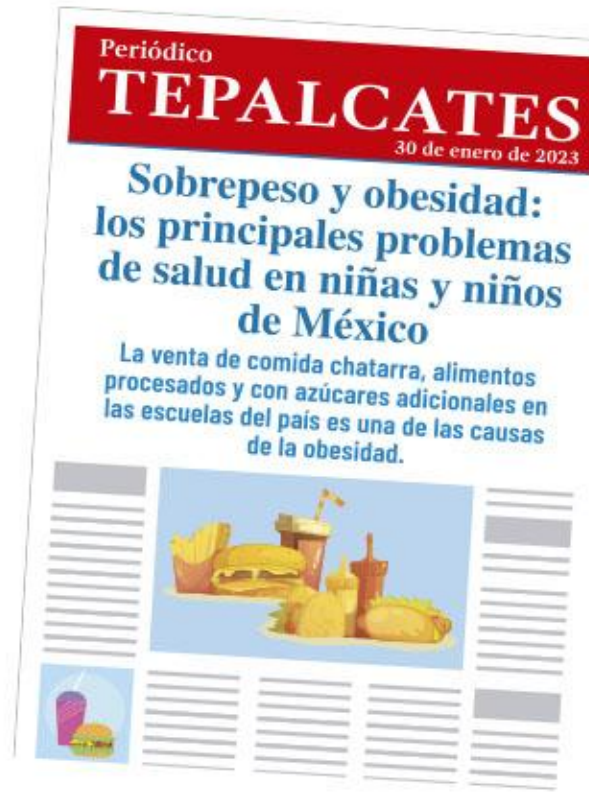 Periódico
TEPALCATES
30 de enero de 2023
Sobrepeso y obesidad:
los principales problemas
de salud en niñas y niños
de México
La venta de comida chatarra, alimentos
procesados y con azúcares adicionales en
las escuelas del país es una de las causas
de la obesidad.